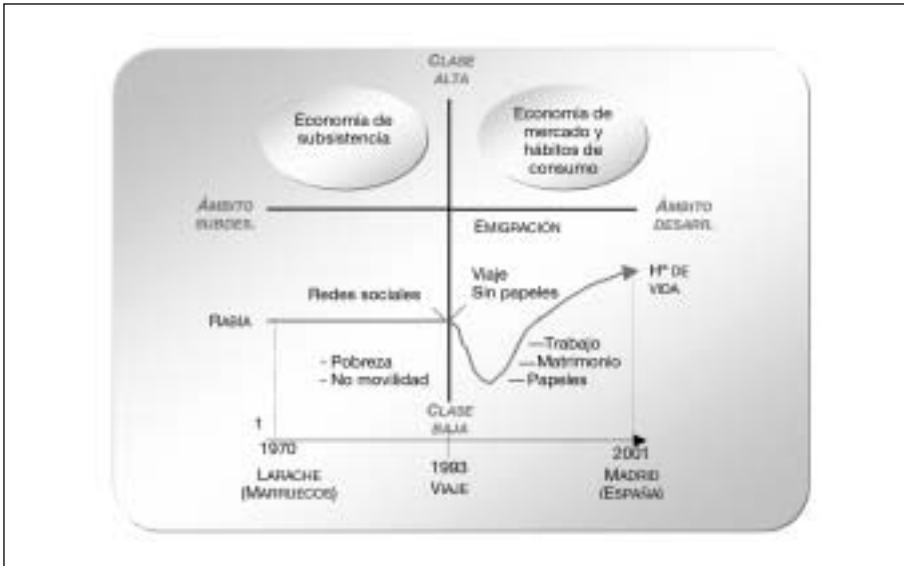 CLASE
ALTA
Economía de
subsistencia
Economía de
mercado y
hábitos de
consumo
ÁMBITO
SUBDES.
ÁMBITO
DESARR.
EMIGRACIÓN
Redes sociales
Viaje
Sin papeles
Hª DE
VIDA
RABÍA
- Pobreza
- No movilidad
—Trabajo
—Matrimonio
—Papeles
CLASE
BAJA
1
1970
LARACHE
(MARRUECOS)
1993
VIAJE
2001
MADRID
(ESPAÑA)